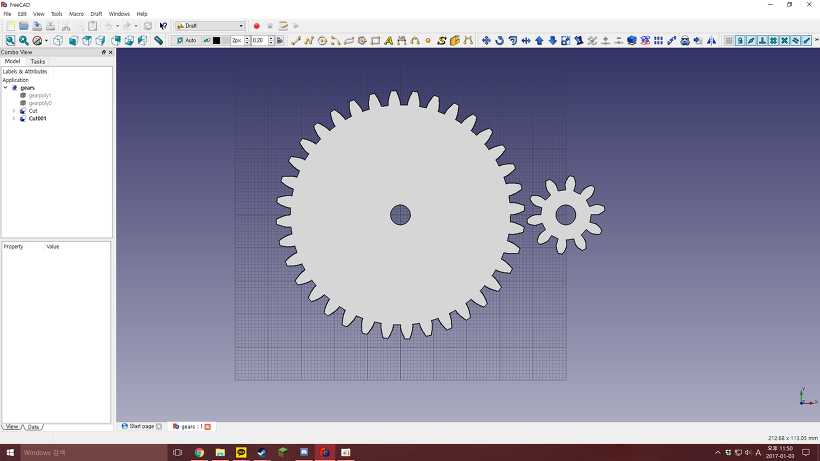 FreeCAD
File Edit View Tools Macro Draft Windows Help
Draft
Auto 2px 0,20
Combo View
Model Tasks
Labels & Attributes
Application
gears
gearpoly1
gearpoly0
Cut
Cut001
Property Value
View Data
Start page gears : 1
212.68 x 113.05 mm
Windows 검색
A 오후 11:50
2017-01-03